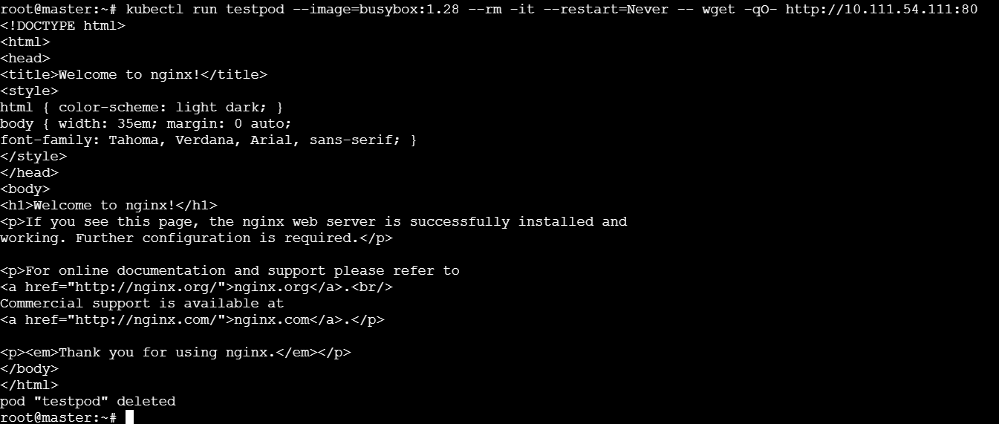 root@master:~# kubectl run testpod --image=busybox:1.28 --rm -it --restart=Never -- wget -qO- http://10.111.54.111:80
<!DOCTYPE html>
<html>
<head>
<title>Welcome to nginx!</title>
<style>
html { color-scheme: light dark; }
body { width: 35em; margin: 0 auto;
font-family: Tahoma, Verdana, Arial, sans-serif; }
</style>
</head>
<body>
<h1>Welcome to nginx!</h1>
<p>If you see this page, the nginx web server is successfully installed and
working. Further configuration is required.</p>

<p>For online documentation and support please refer to
<a href="http://nginx.org/">nginx.org</a>.<br/>
Commercial support is available at
<a href="http://nginx.com/">nginx.com</a>.</p>

<p><em>Thank you for using nginx.</em></p>
</body>
</html>
pod "testpod" deleted
root@master:~#